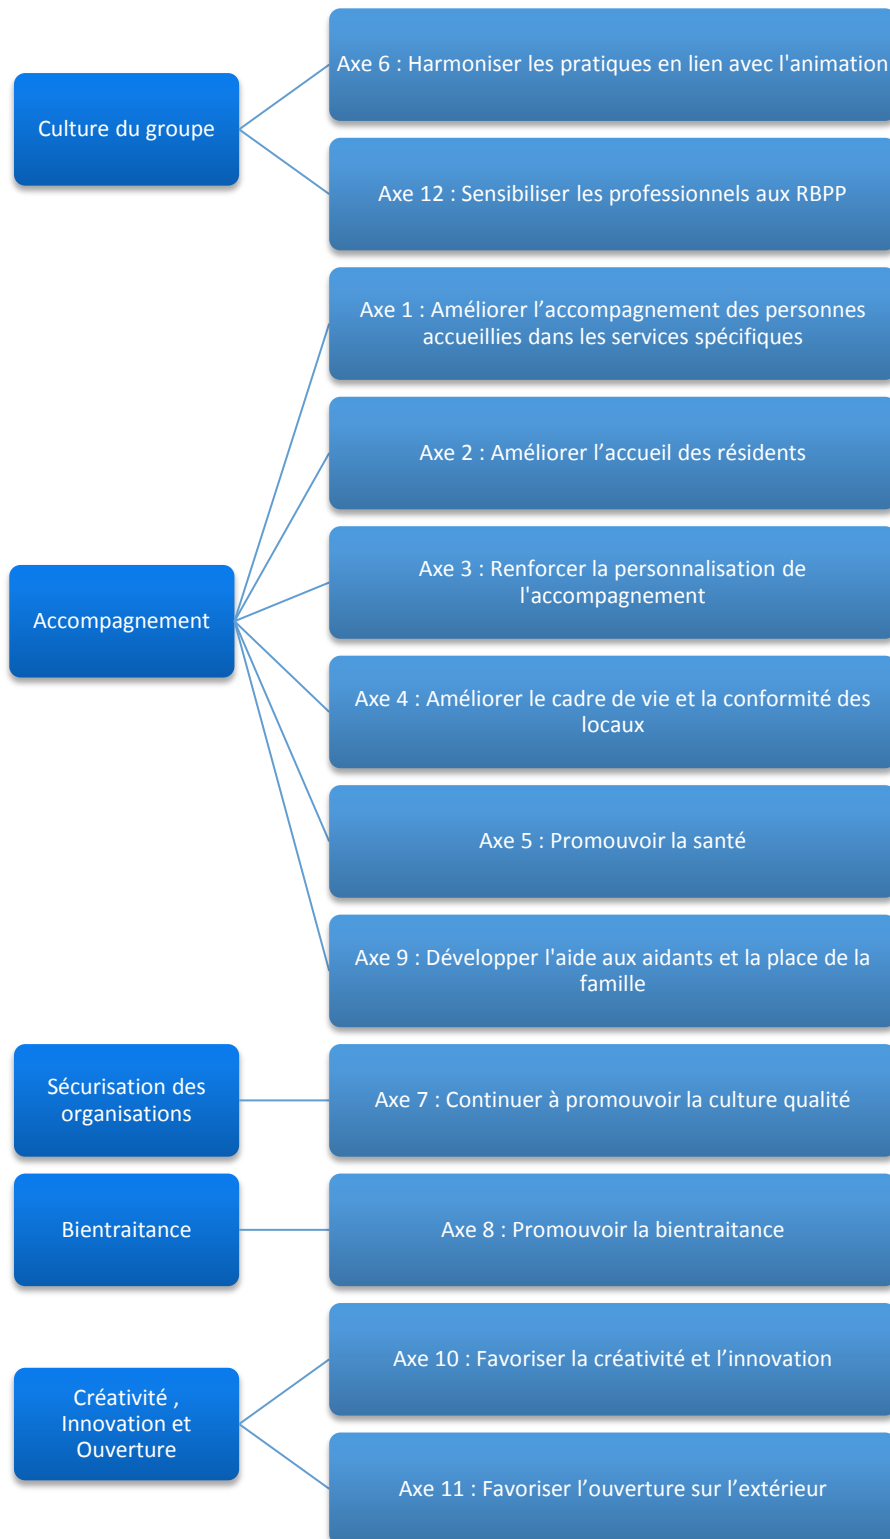 Culture du groupe
Axe 6 : Harmoniser les pratiques en lien avec l'animation
Axe 12 : Sensibiliser les professionnels aux RBPP
Accompagnement
Axe 1 : Améliorer l’accompagnement des personnes
accueillies dans les services spécifiques
Axe 2 : Améliorer l’accueil des résidents
Axe 3 : Renforcer la personnalisation de
l'accompagnement
Axe 4 : Améliorer le cadre de vie et la conformité des
locaux
Axe 5 : Promouvoir la santé
Axe 9 : Développer l'aide aux aidants et la place de la
famille
Sécurisation des
organisations
Axe 7 : Continuer à promouvoir la culture qualité
Bientraitance
Axe 8 : Promouvoir la bientraitance
Créativité ,
Innovation et
Ouverture
Axe 10 : Favoriser la créativité et l’innovation
Axe 11 : Favoriser l’ouverture sur l’extérieur